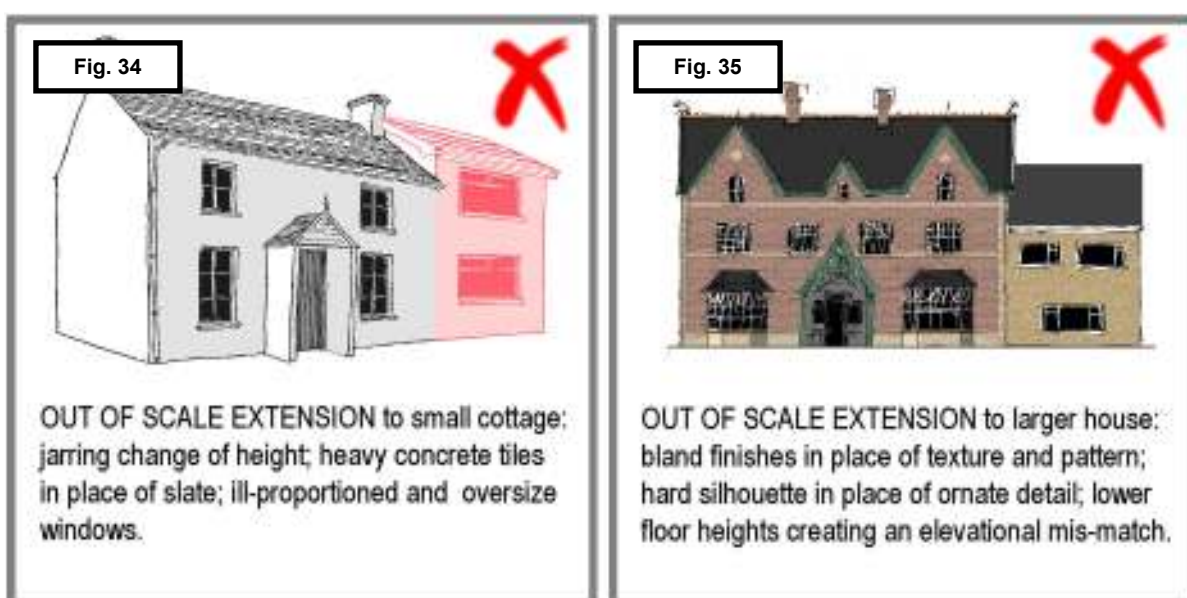 Fig. 34
OUT OF SCALE EXTENSION to small cottage:
jarring change of height; heavy concrete tiles
in place of slate; ill-proportioned and oversize
windows.
Fig. 35
OUT OF SCALE EXTENSION to larger house:
bland finishes in place of texture and pattern;
hard silhouette in place of ornate detail; lower
floor heights creating an elevational mis-match.